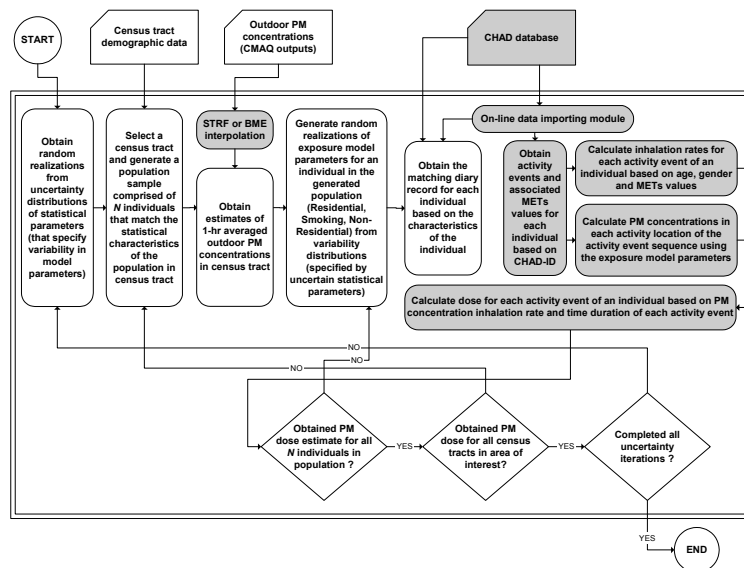 START
Census tract
demographic data
Outdoor PM
concentrations
(CMAQ outputs)
CHAD database
Obtain
random
realizations
from
uncertainty
distributions
of statistical
parameters
(that specify
variability in
model
parameters)
Select a
census tract
and generate a
population
sample
comprised of
N individuals
that match the
statistical
characteristics
of the
population in
census tract
STRF or BME
interpolation
Obtain
estimates of
1-hr averaged
outdoor PM
concentrations
in census tract
Generate random
realizations of
exposure model
parameters for an
individual in the
generated
population
(Residential,
Smoking, Non-
Residential) from
variability
distributions
(specified by
uncertain statistical
parameters)
Obtain the
matching diary
record for each
individual
based on the
characteristics
of the
individual
On-line data importing module
Obtain
activity
events and
associated
METs
values for
each
individual
based on
CHAD-ID
Calculate inhalation rates for
each activity event of an
individual based on age, gender
and METs values
Calculate PM concentrations in
each activity location of the
activity event sequence using
the exposure model parameters
Calculate dose for each activity event of an individual based on PM
concentration inhalation rate and time duration of each activity event
NO
NO
NO
Obtained PM
dose estimate for all
N individuals in
population ?
YES
Obtained PM
dose for all census
tracts in area of
interest?
YES
Completed all
uncertainty
iterations ?
YES
END